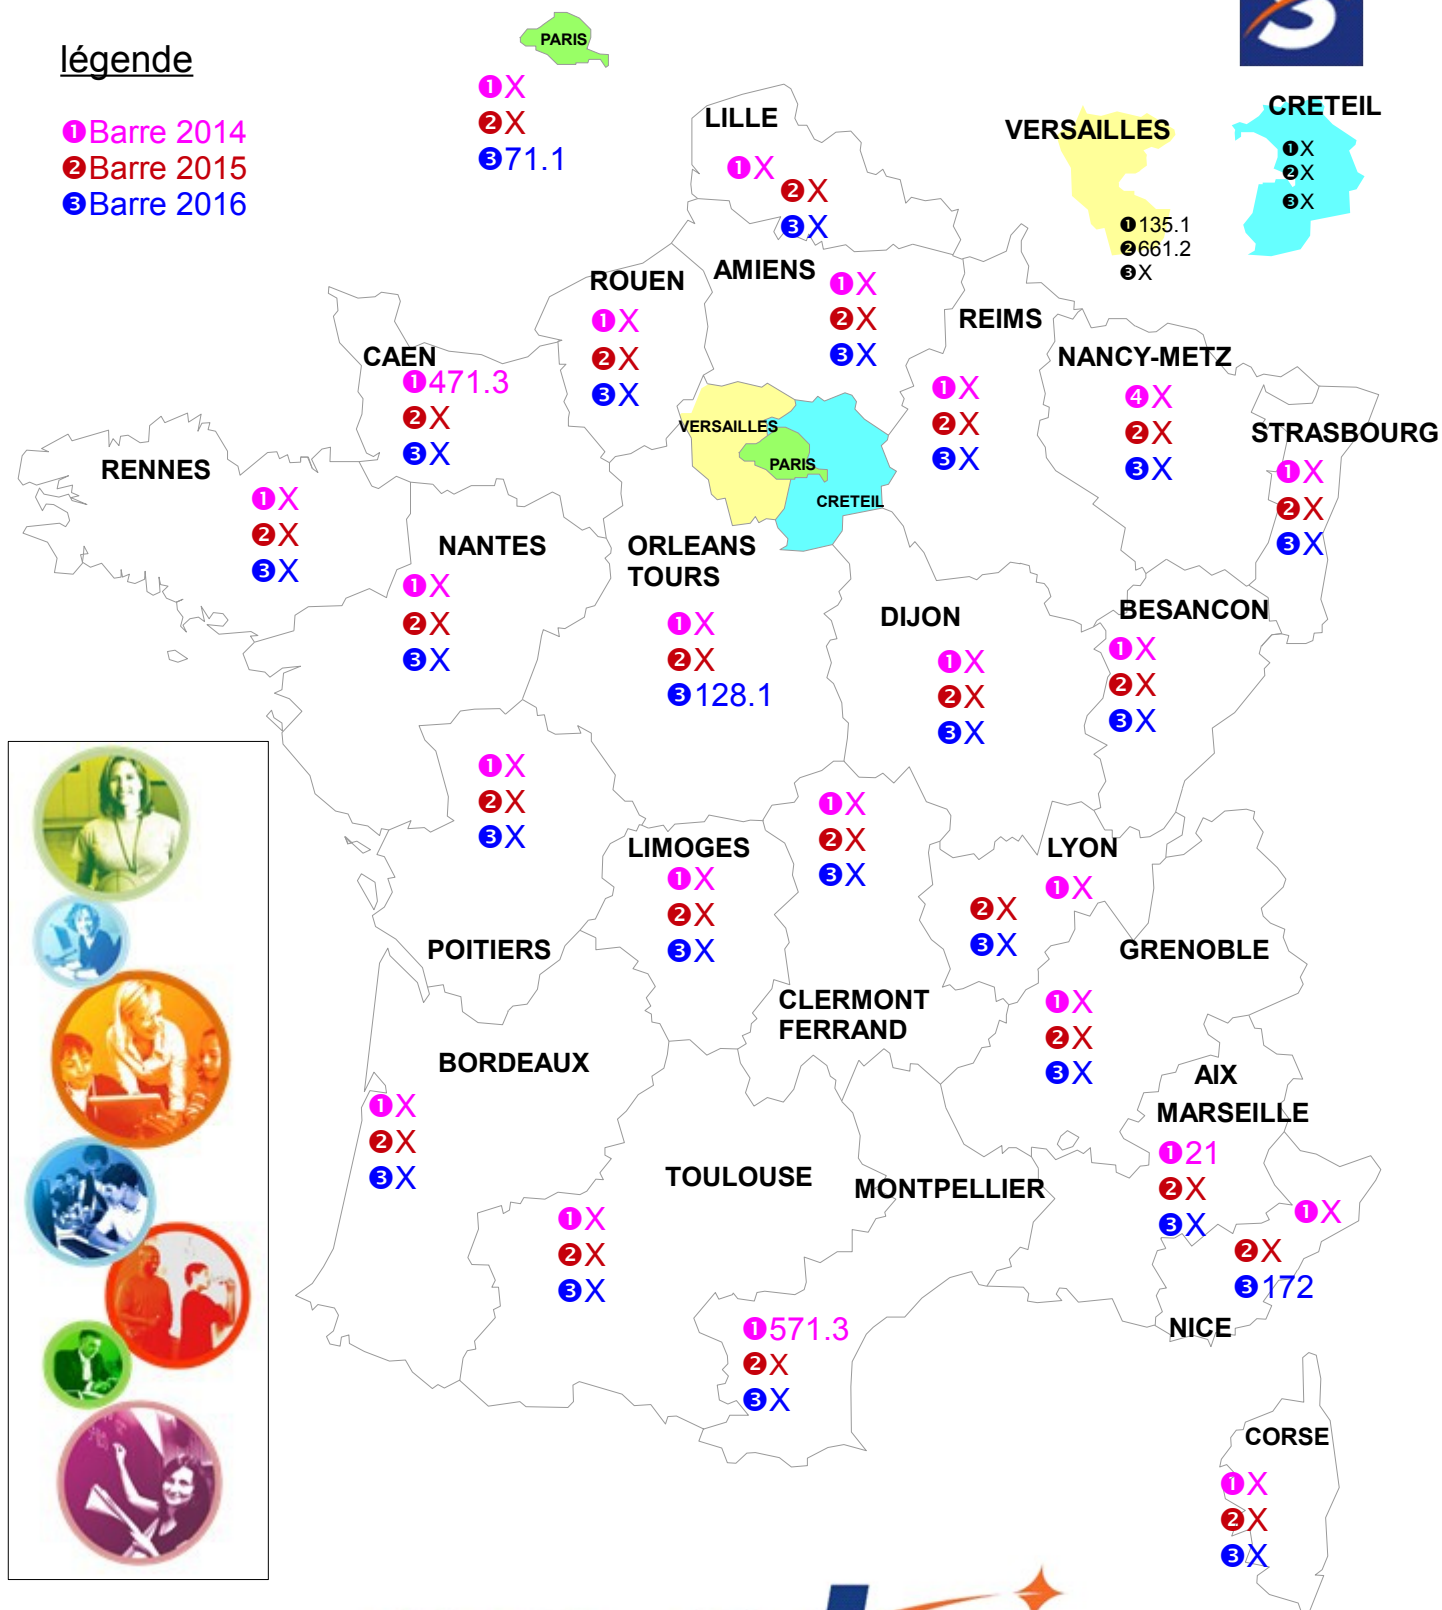 PARIS
légende
❶X
❷X
❸71.1
❶Barre 2014
❷Barre 2015
❸Barre 2016
LILLE
❶X
❷X
❸X
VERSAILLES
❶135.1
❷661.2
❸X
CRETEIL
❶X
❷X
❸X
ROUEN
❶X
❷X
❸X
AMIENS
❶X
❷X
❸X
REIMS
❶X
❷X
❸X
CAEN
❶471.3
❷X
❸X
NANCY-METZ
❹X
❷X
❸X
STRASBOURG
❶X
❷X
❸X
VERSAILLES
PARIS
CRETEIL
RENNES
❶X
❷X
❸X
NANTES
❶X
❷X
❸X
ORLEANS
TOURS
❶X
❷X
❸128.1
DIJON
❶X
❷X
❸X
BESANCON
❶X
❷X
❸X
❶X
❷X
❸X
POITIERS
LIMOGES
❶X
❷X
❸X
❶X
❷X
❸X
CLERMONT
FERRAND
LYON
❶X
❷X
❸X
GRENOBLE
❶X
❷X
❸X
BORDEAUX
❶X
❷X
❸X
AIX
MARSEILLE
❶21
❷X
❸X
TOULOUSE
❶X
❷X
❸X
MONTPELLIER
❶571.3
❷X
❸X
❶X
❷X
❸172
NICE
CORSE
❶X
❷X
❸X